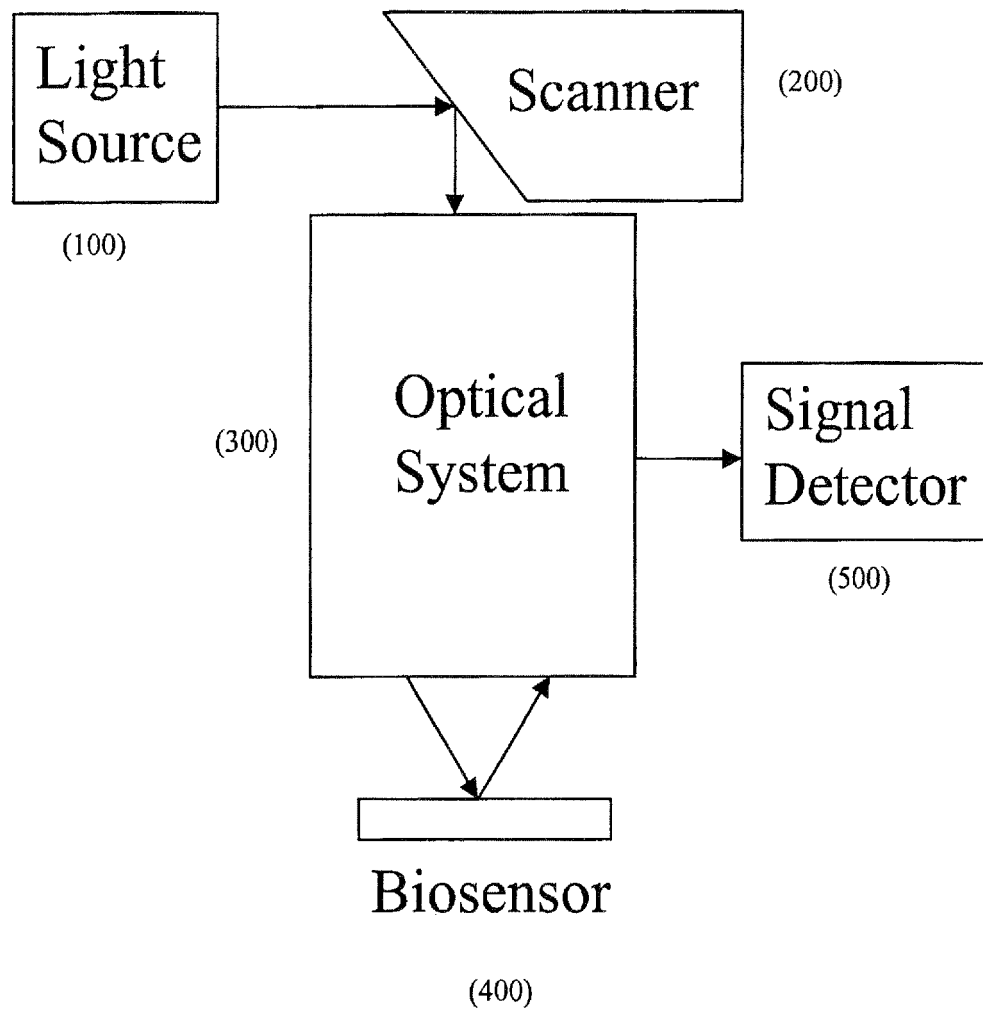 Light
Source
(100)
Scanner
(200)
Optical
System
(300)
Signal
Detector
(500)
Biosensor
(400)